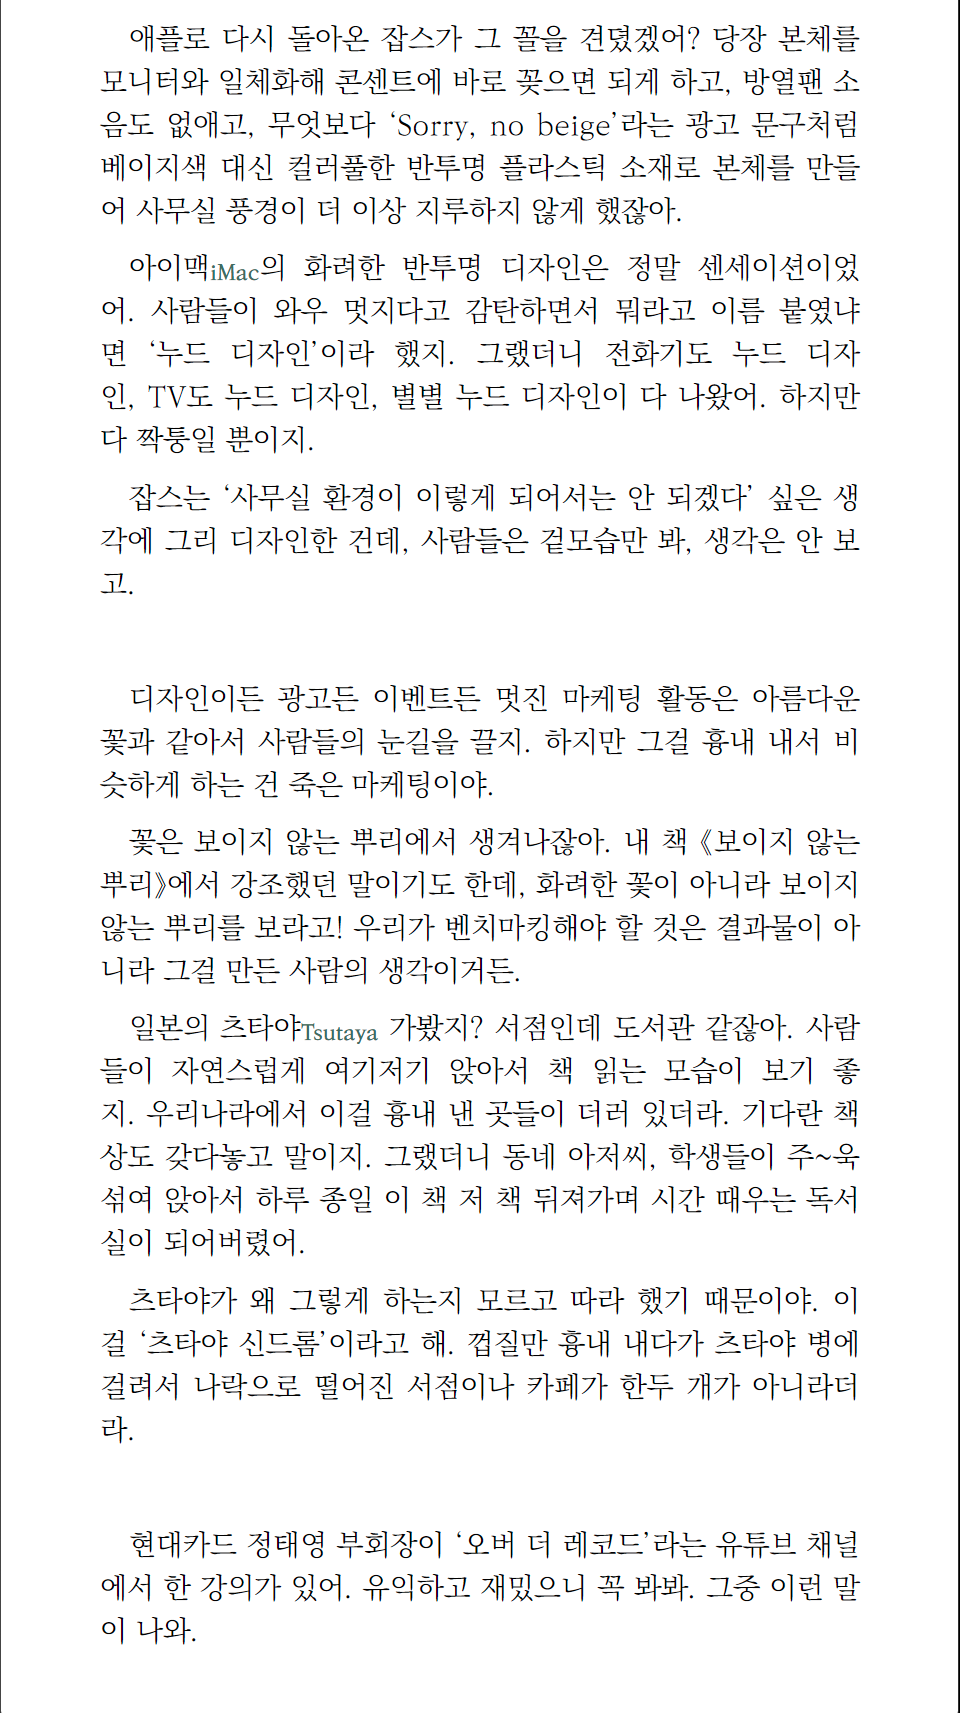 애플로 다시 돌아온 잡스가 그 꼴을 견뎠겠어? 당장 본체를
모니터와 일체화해 콘센트에 바로 꽂으면 되게 하고, 방열팬 소
음도 없애고, 무엇보다 ‘Sorry, no beige’라는 광고 문구처럼
베이지색 대신 컬러풀한 반투명 플라스틱 소재로 본체를 만들
어 사무실 풍경이 더 이상 지루하지 않게 했잖아.
아이맥iMac의 화려한 반투명 디자인은 정말 센세이션이었
어. 사람들이 와우 멋지다고 감탄하면서 뭐라고 이름 붙였냐
면 ‘누드 디자인’이라 했지. 그랬더니 전화기도 누드 디자
인, TV도 누드 디자인, 별별 누드 디자인이 다 나왔어. 하지만
다 짝퉁일 뿐이지.
잡스는 ‘사무실 환경이 이렇게 되어서는 안 되겠다’ 싶은 생
각에 그리 디자인한 건데, 사람들은 겉모습만 봐, 생각은 안 보
고.
디자인이든 광고든 이벤트든 멋진 마케팅 활동은 아름다운
꽃과 같아서 사람들의 눈길을 끌지. 하지만 그걸 흉내 내서 비
슷하게 하는 건 죽은 마케팅이야.
꽃은 보이지 않는 뿌리에서 생겨나잖아. 내 책 《보이지 않는
뿌리》에서 강조했던 말이기도 한데, 화려한 꽃이 아니라 보이지
않는 뿌리를 보라고! 우리가 벤치마킹해야 할 것은 결과물이 아
니라 그걸 만든 사람의 생각이거든.
일본의 츠타야Tsutaya 가봤지? 서점인데 도서관 같잖아. 사람
들이 자연스럽게 여기저기 앉아서 책 읽는 모습이 보기 좋
지. 우리나라에서 이걸 흉내 낸 곳들이 더러 있더라. 기다란 책
상도 갖다놓고 말이지. 그랬더니 동네 아저씨, 학생들이 주~욱
섞여 앉아서 하루 종일 이 책 저 책 뒤져가며 시간 때우는 독서
실이 되어버렸어.
츠타야가 왜 그렇게 하는지 모르고 따라 했기 때문이야. 이
걸 ‘츠타야 신드롬’이라고 해. 껍질만 흉내 내다가 츠타야 병에
걸려서 나락으로 떨어진 서점이나 카페가 한두 개가 아니라더
라.
현대카드 정태영 부회장이 ‘오버 더 레코드’라는 유튜브 채널
에서 한 강의가 있어. 유익하고 재밌으니 꼭 봐봐. 그중 이런 말
이 나와.